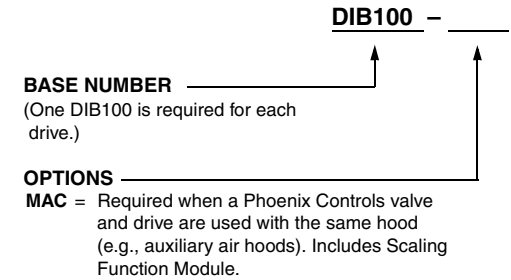 DIB100 –
BASE NUMBER
(One DIB100 is required for each
drive.)
OPTIONS
MAC = Required when a Phoenix Controls valve
and drive are used with the same hood
(e.g., auxiliary air hoods). Includes Scaling
Function Module.